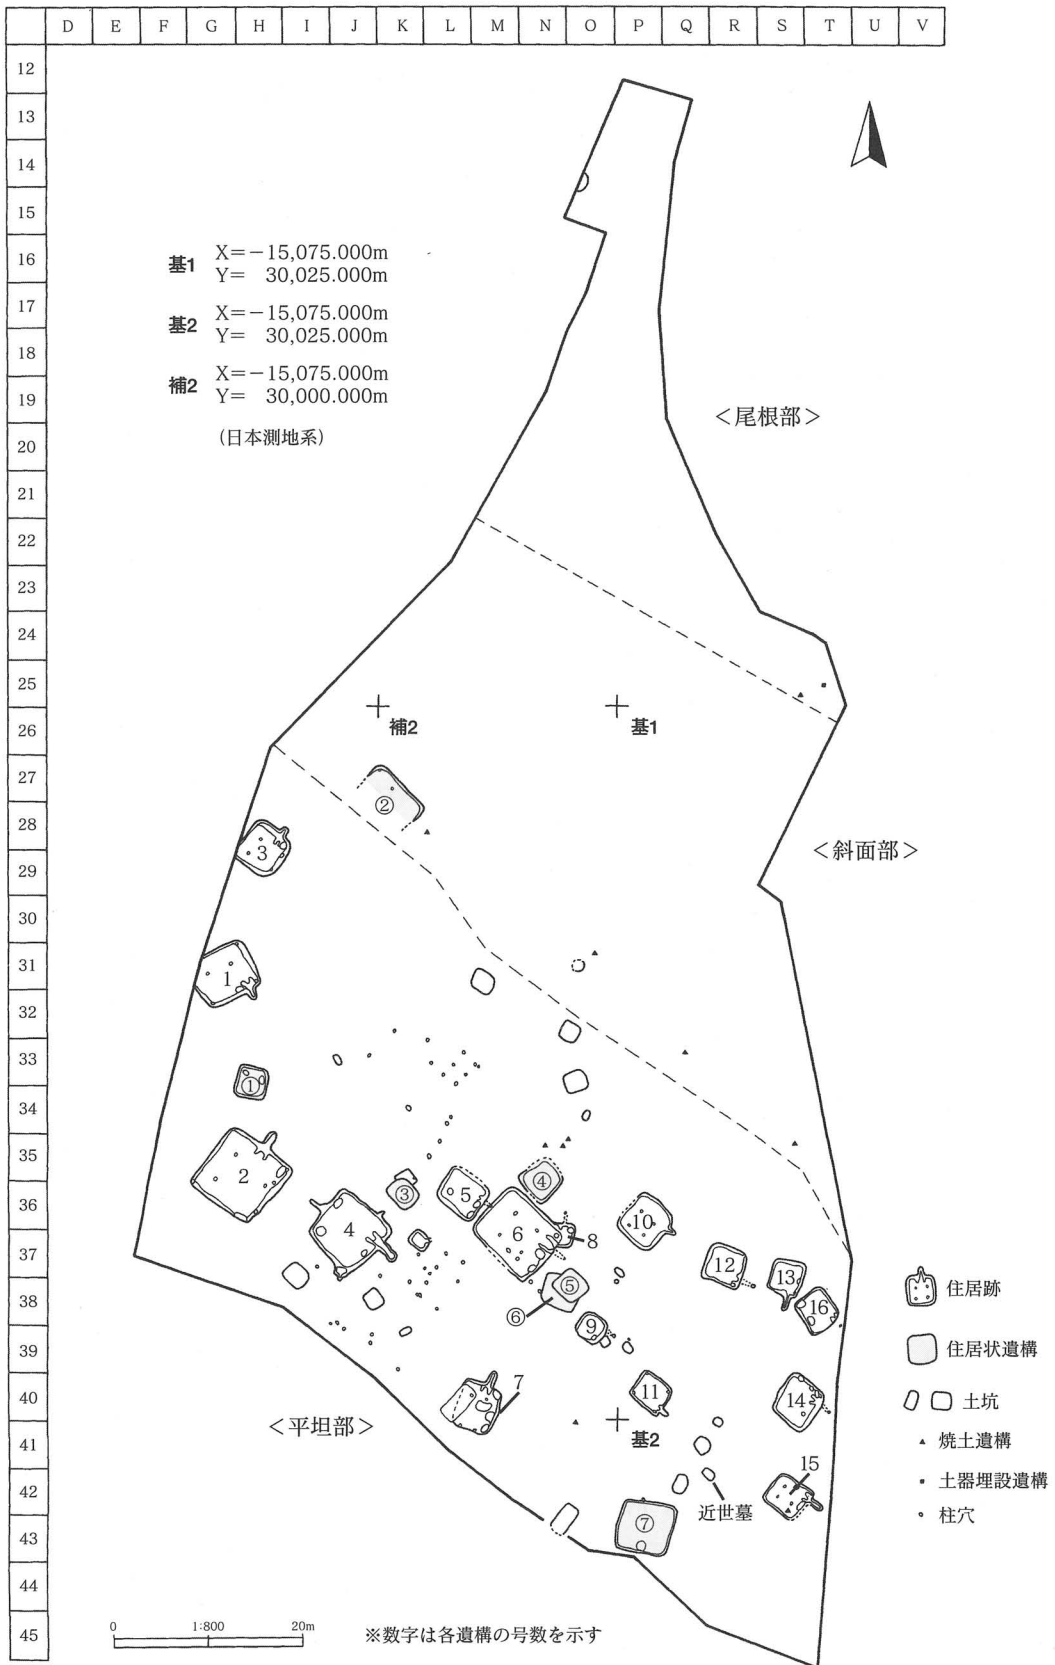 D E F G H I J K L M N O P Q R S T U V
12
13
14
15
16
17
18
19
20
21
22
23
24
25
26
27
28
29
30
31
32
33
34
35
36
37
38
39
40
41
42
43
44
45
基1 X=-15,075.000m
Y= 30,025.000m
基2 X=-15,075.000m
Y= 30,025.000m
補2 X=-15,075.000m
Y= 30,000.000m
(日本測地系)
<尾根部>
補2
基1
②
3
<斜面部>
1
①
2
③
4
5
④
6
8
10
⑤
⑥
9
12
13
16
7
11
14
<平坦部>
基2
15
近世墓
⑦
住居跡
住居状遺構
土坑
焼土遺構
土器埋設遺構
柱穴
0 1:800 20m
※数字は各遺構の号数を示す